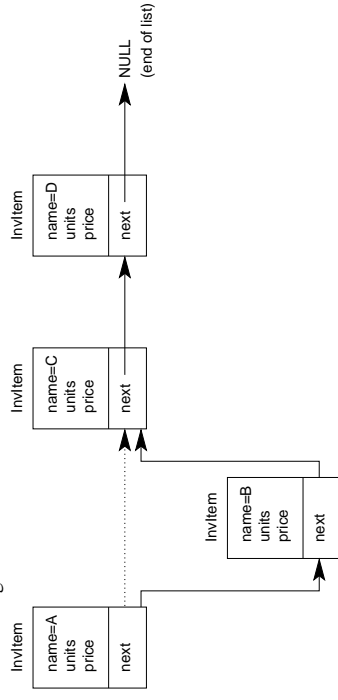 InvItem
name=A
units
price
next
InvItem
name=B
units
price
next
InvItem
name=C
units
price
next
InvItem
name=D
units
price
next
NULL
(end of list)